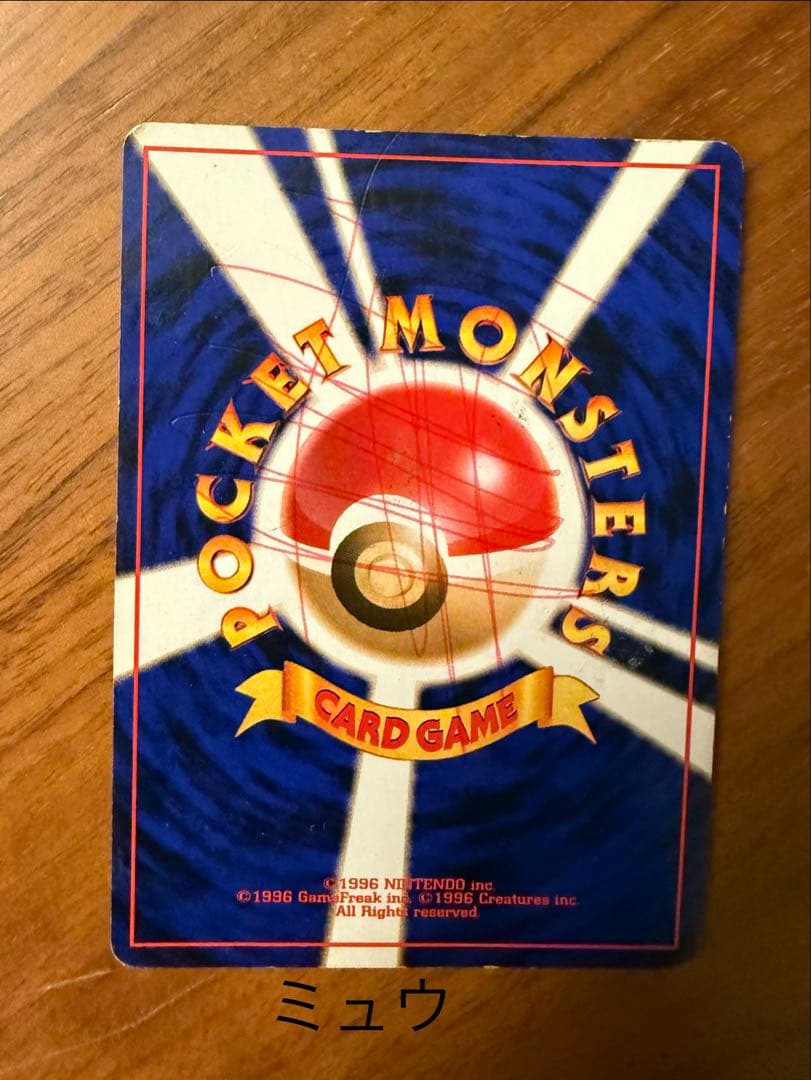 POCKET MONSTERS
CARD GAME
©1996 NINTENDO inc.
©1996 GameFreak inc. ©1996 Creatures inc.
All Rights reserved.
ミュウ